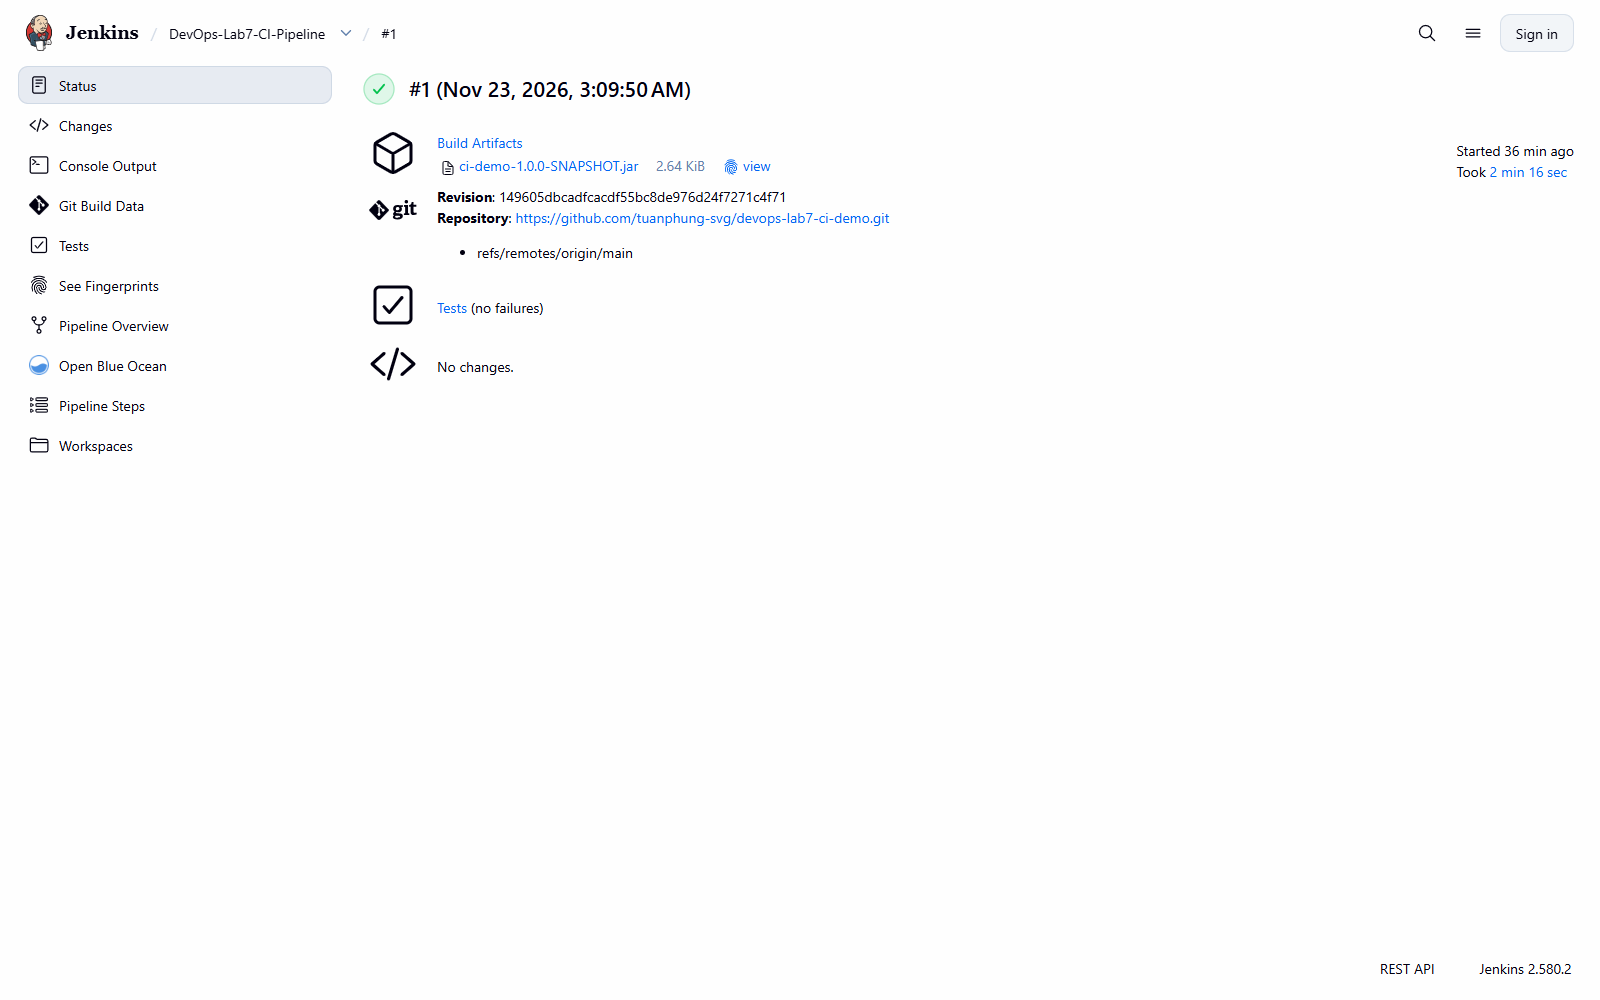 Jenkins / DevOps-Lab7-CI-Pipeline / #1
Sign in
Status
Changes
Console Output
Git Build Data
Tests
See Fingerprints
Pipeline Overview
Open Blue Ocean
Pipeline Steps
Workspaces
#1 (Nov 23, 2026, 3:09:50 AM)
Build Artifacts
ci-demo-1.0.0-SNAPSHOT.jar 2.64 KiB view
git
Revision: 149605dbcadfcacdf55bc8de976d24f7271c4f71
Repository: https://github.com/tuanphung-svg/devops-lab7-ci-demo.git
• refs/remotes/origin/main
Tests (no failures)
No changes.
Started 36 min ago
Took 2 min 16 sec
REST API
Jenkins 2.580.2